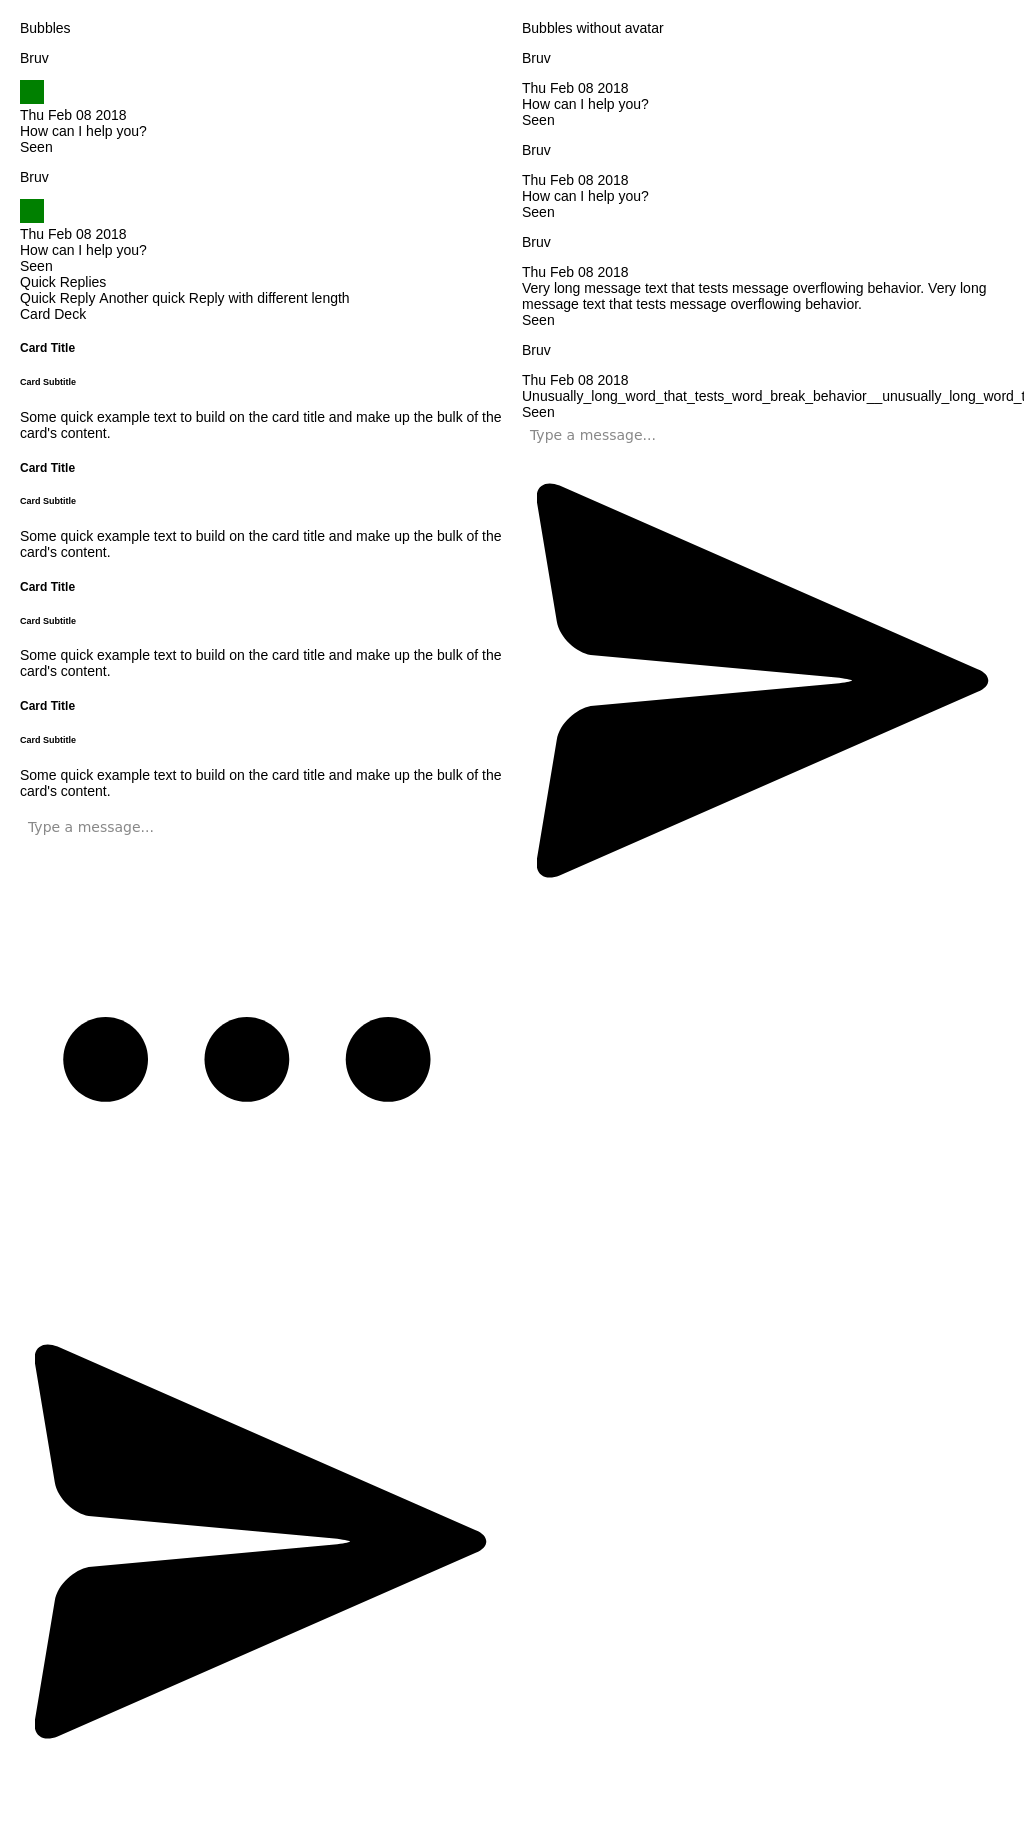 Bubbles
Bruv
Thu Feb 08 2018
How can I help you?
Seen
Bruv
Thu Feb 08 2018
How can I help you?
Seen
Quick Replies
Quick Reply Another quick Reply with different length
Card Deck
Card Title
Card Subtitle
Some quick example text to build on the card title and make up the bulk of the
card's content.
Card Title
Card Subtitle
Some quick example text to build on the card title and make up the bulk of the
card's content.
Card Title
Card Subtitle
Some quick example text to build on the card title and make up the bulk of the
card's content.
Card Title
Card Subtitle
Some quick example text to build on the card title and make up the bulk of the
card's content.
Type a message...
Bubbles without avatar
Bruv
Thu Feb 08 2018
How can I help you?
Seen
Bruv
Thu Feb 08 2018
How can I help you?
Seen
Bruv
Thu Feb 08 2018
Very long message text that tests message overflowing behavior. Very long
message text that tests message overflowing behavior.
Seen
Bruv
Thu Feb 08 2018
Unusually_long_word_that_tests_word_break_behavior__unusually_long_word_t
Seen
Type a message...